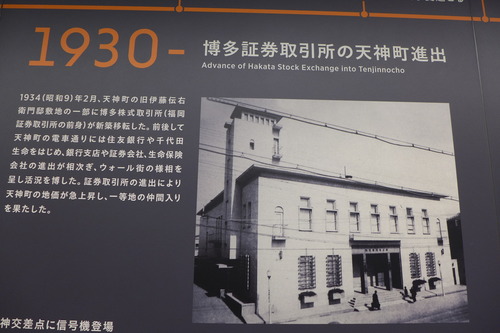 1930-
博多証券取引所の天神町進出
Advance of Hakata Stock Exchange into Tenjinnocho
1934(昭和9)年2月、天神町の旧伊藤伝右
衛門邸敷地の一部に博多株式取引所(福岡
証券取引所の前身)が新築移転した。前後して
天神町の電車通りには住友銀行や千代田
生命をはじめ、銀行支店や証券会社、生命保険
会社の進出が相次ぎ、ウォール街の様相を
呈し活況を博した。証券取引所の進出により
天神町の地価が急上昇し、一等地の仲間入り
を果たした。
神交差点に信号機登場